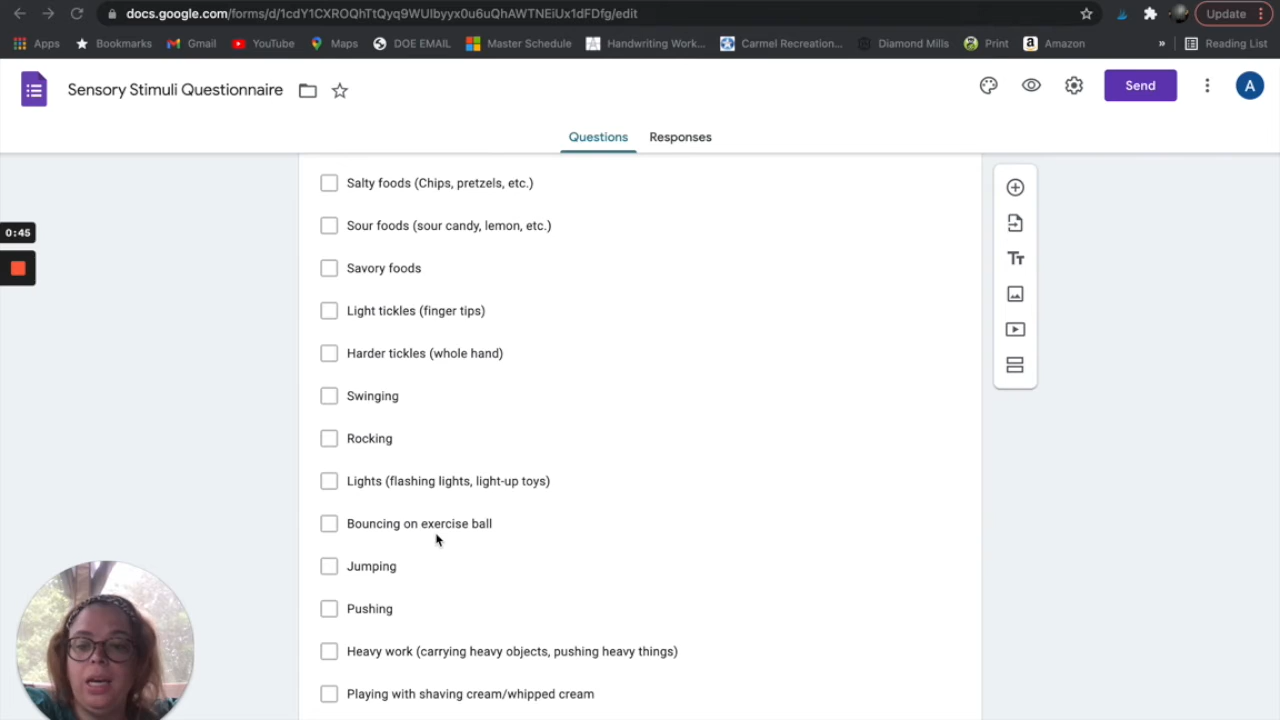 docs.google.com/forms/d/1cdY1CXROQhTtQyq9WUIbyyx0u6uQhAWTNEiUx1dFDfg/edit
Update
Apps
Bookmarks
Gmail
YouTube
Maps
DOE EMAIL
Master Schedule
Handwriting Work...
Carmel Recreation...
Diamond Mills
Print
Amazon
»
Reading List
Sensory Stimuli Questionnaire
Send
A
Questions
Responses
Salty foods (Chips, pretzels, etc.)
0:45
Sour foods (sour candy, lemon, etc.)
Savory foods
Light tickles (finger tips)
Harder tickles (whole hand)
Swinging
Rocking
Lights (flashing lights, light-up toys)
Bouncing on exercise ball
Jumping
Pushing
Heavy work (carrying heavy objects, pushing heavy things)
Playing with shaving cream/whipped cream